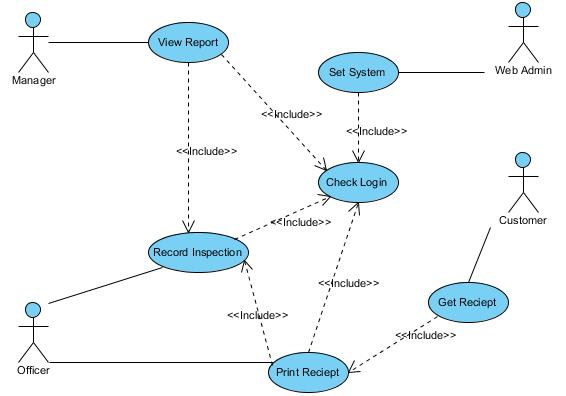 View Report
Manager
Set System
Web Admin
<<Include>>
<<Include>>
<<Include>>
Check Login
Customer
<<Include>>
Record Inspection
<<Include>>
Get Reciept
<<Include>>
<<Include>>
Officer
Print Reciept